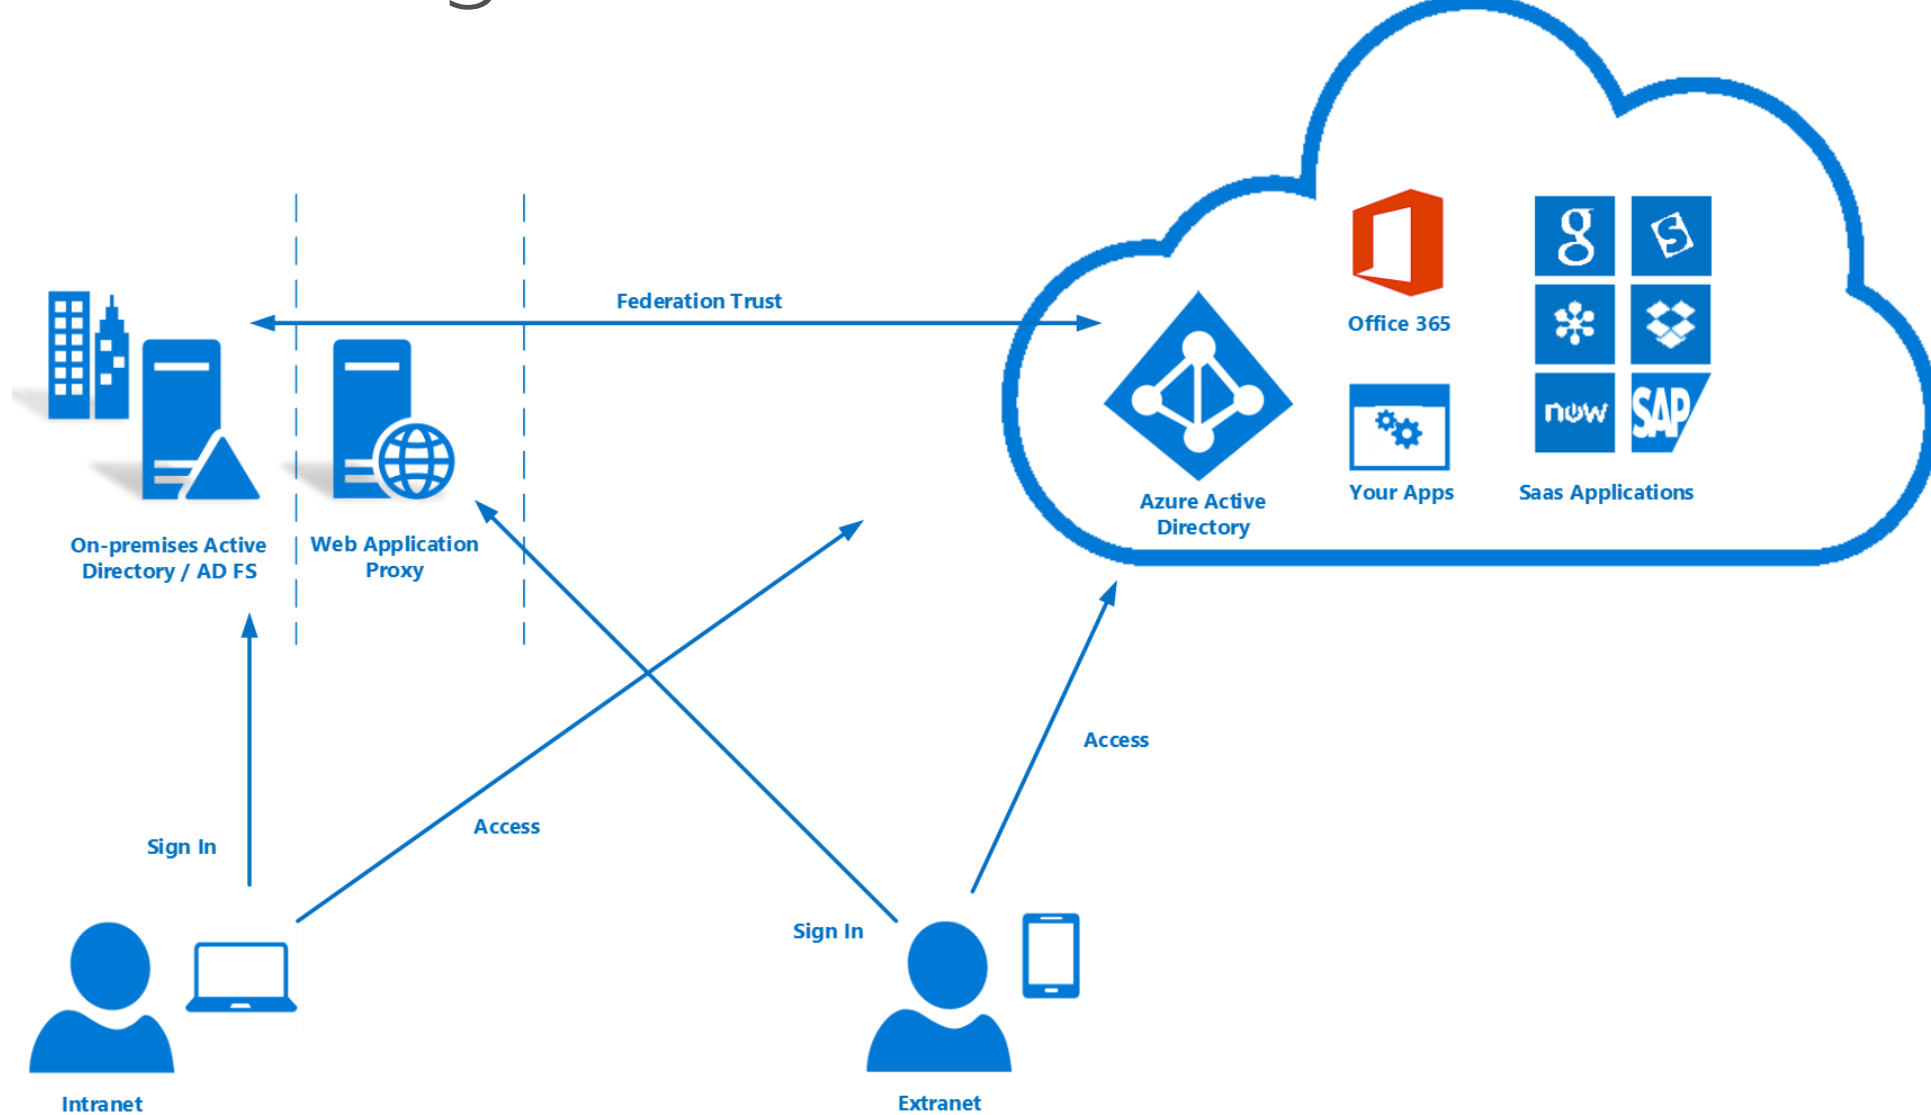 g
Federation Trust
Office 365
g
S
now
SAP
Your Apps
Saas Applications
Azure Active
Directory
On-premises Active
Directory / AD FS
Web Application
Proxy
Access
Access
Sign In
Sign In
Intranet
Extranet